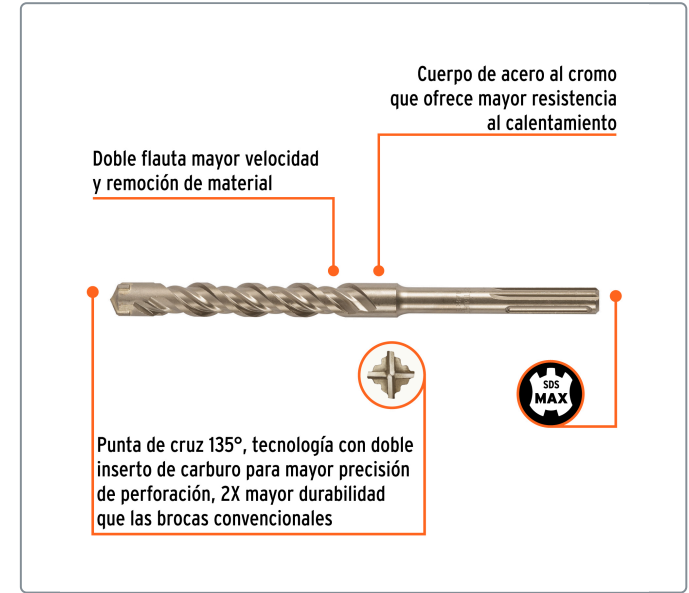 Cuerpo de acero al cromo
que ofrece mayor resistencia
al calentamiento
Doble flauta mayor velocidad
y remoción de material
SDS
MAX
Punta de cruz 135°, tecnología con doble
inserto de carburo para mayor precisión
de perforación, 2X mayor durabilidad
que las brocas convencionales